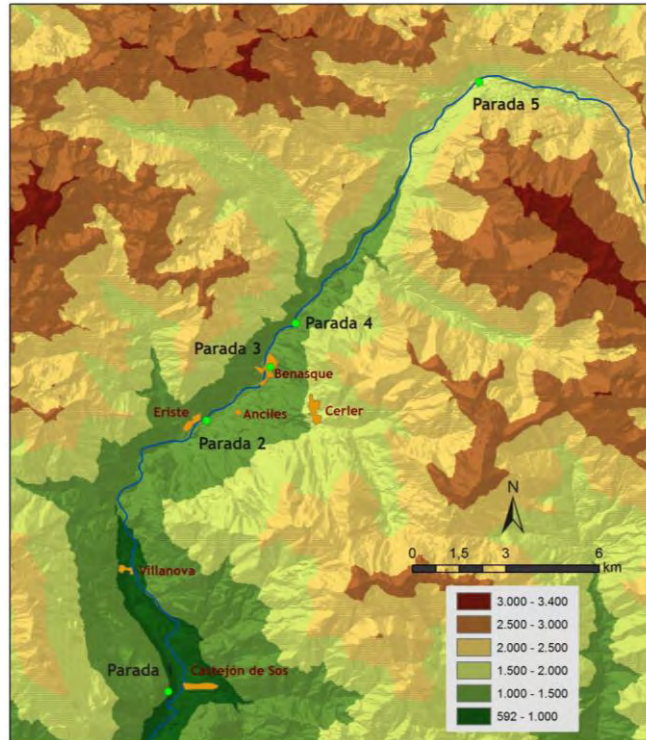 Parada 5
Parada 4
Parada 3
Benasque
Eriste
Anciles
Cerler
Parada 2
N
0 1,5 3 6
km
Villanova
3.000 - 3.400
2.500 - 3.000
2.000 - 2.500
1.500 - 2.000
1.000 - 1.500
592 - 1.000
Castejón de Sos
Parada